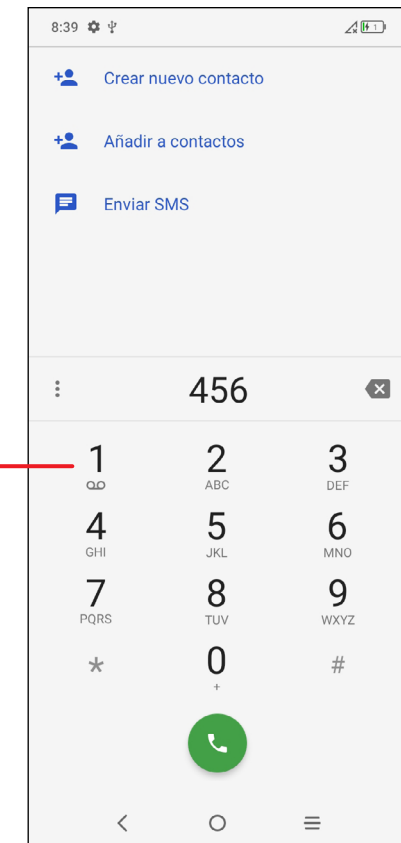 8:39
1
Crear nuevo contacto
Añadir a contactos
Enviar SMS
456
1 2 3
ABC DEF
4 5 6
GHI JKL MNO
7 8 9
PQRS TUV WXYZ
* 0 #
+